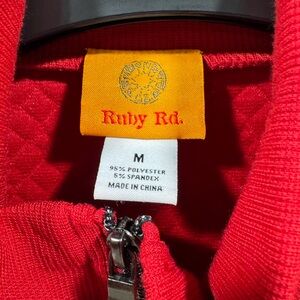 Ruby Rd.
M
95% POLYESTER
5% SPANDEX
MADE IN CHINA